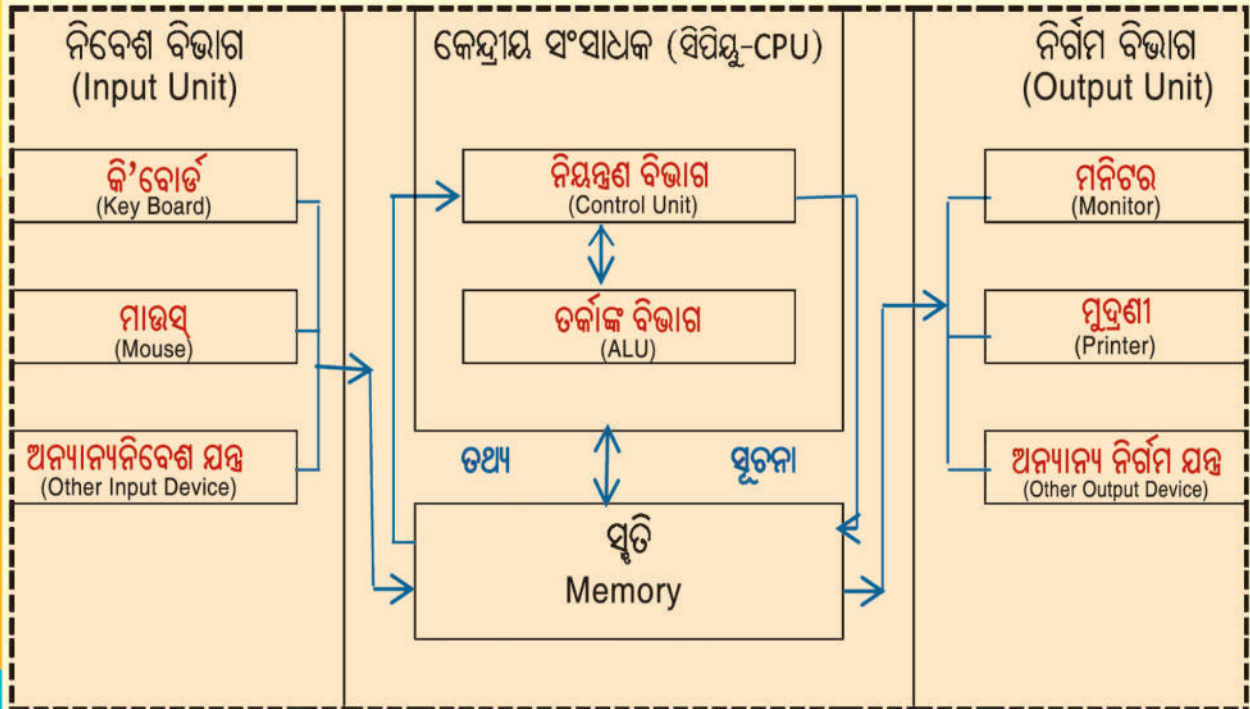 ନିବେଶ ବିଭାଗ
(Input Unit)
କି'ବୋର୍ଡ
(Key Board)
ମାଉସ୍
(Mouse)
ଅନ୍ୟାନ୍ୟନିବେଶ ଯନ୍ତ୍ର
(Other Input Device)
କେନ୍ଦ୍ରୀୟ ସଂସାଧକ (ସିପିୟୁ-CPU)
ନିୟନ୍ତ୍ରଣ ବିଭାଗ
(Control Unit)
ତର୍କାଙ୍କ ବିଭାଗ
(ALU)
ତଥ୍ୟ ସୂଚନା
ସ୍ମୃତି
Memory
ନିର୍ଗମ ବିଭାଗ
(Output Unit)
ମନିଟର
(Monitor)
ମୁଦ୍ରଣୀ
(Printer)
ଅନ୍ୟାନ୍ୟ ନିର୍ଗମ ଯନ୍ତ୍ର
(Other Output Device)